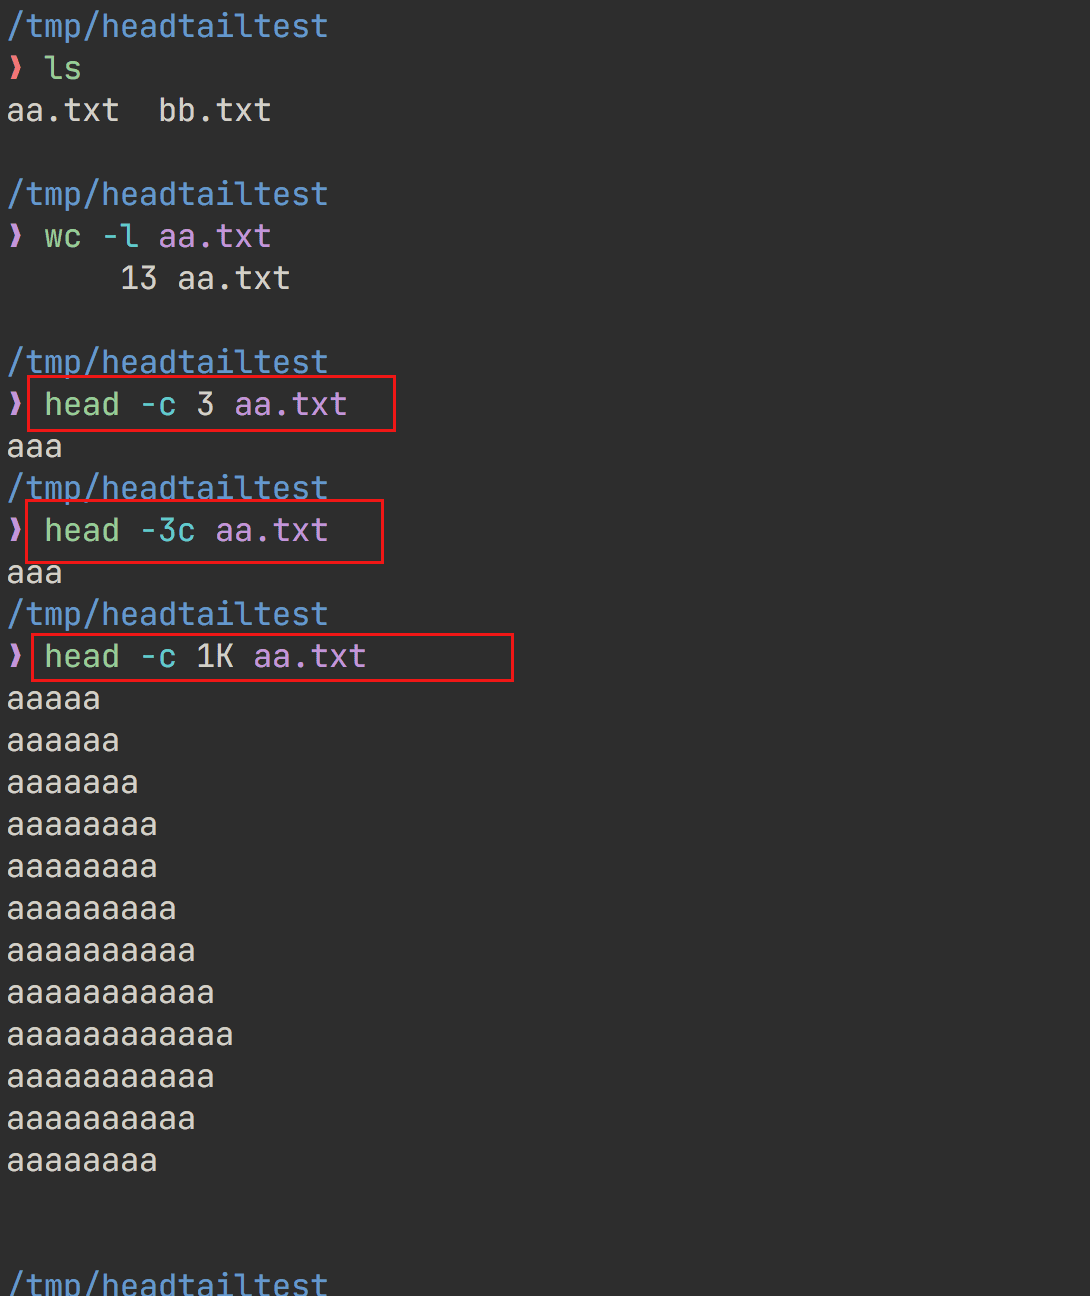 /tmp/headtailtest
❱ ls
aa.txt  bb.txt
/tmp/headtailtest
❱ wc -l aa.txt
      13 aa.txt
/tmp/headtailtest
❱ head -c 3 aa.txt
aaa
/tmp/headtailtest
❱ head -3c aa.txt
aaa
/tmp/headtailtest
❱ head -c 1K aa.txt
aaaaa
aaaaaa
aaaaaaa
aaaaaaaa
aaaaaaaa
aaaaaaaaa
aaaaaaaaaa
aaaaaaaaaaa
aaaaaaaaaaaa
aaaaaaaaaaa
aaaaaaaaaa
aaaaaaaa
/tmp/headtailtest